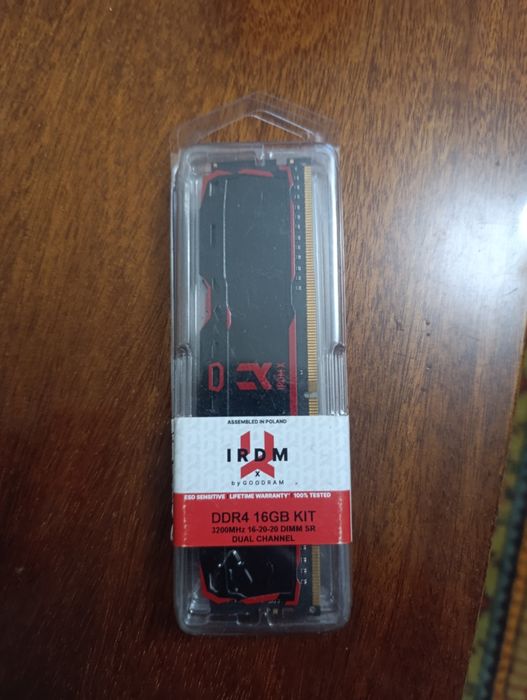 IRDM X
ASSEMBLED IN POLAND
IRDM
X
by GOODRAM
ESD SENSITIVE LIFETIME WARRANTY* 100% TESTED
DDR4 16GB KIT
3200MHz 16-20-20 DIMM SR
DUAL CHANNEL